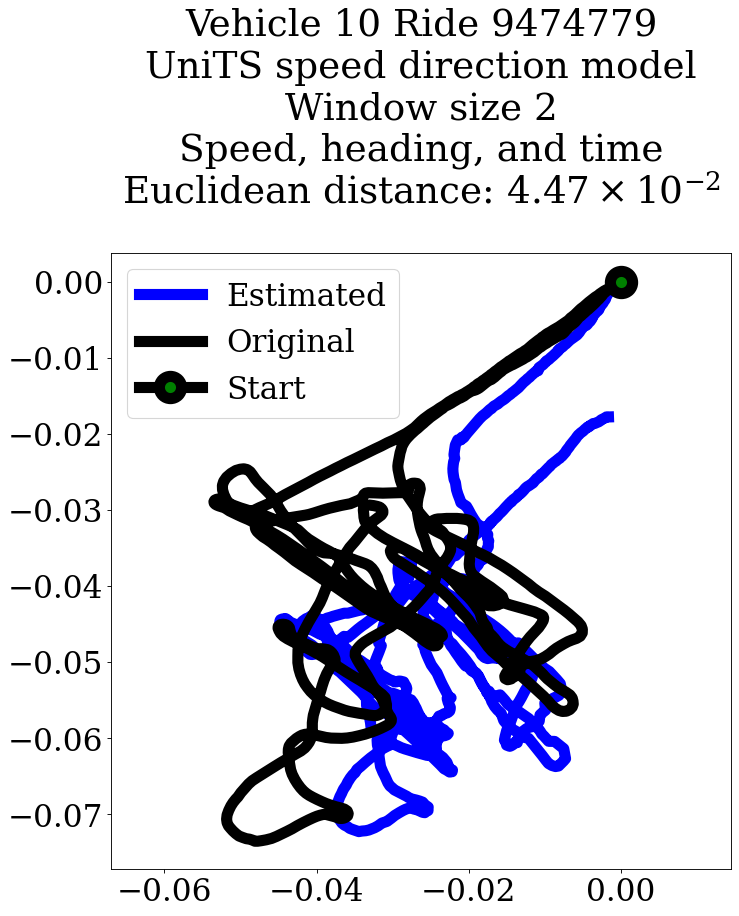 Vehicle 10 Ride 9474779
UniTS speed direction model
Window size 2
Speed, heading, and time
Euclidean distance: 4.47 × 10⁻²
Estimated
Original
Start
0.00
−0.01
−0.02
−0.03
−0.04
−0.05
−0.06
−0.07
−0.06 −0.04 −0.02 0.00